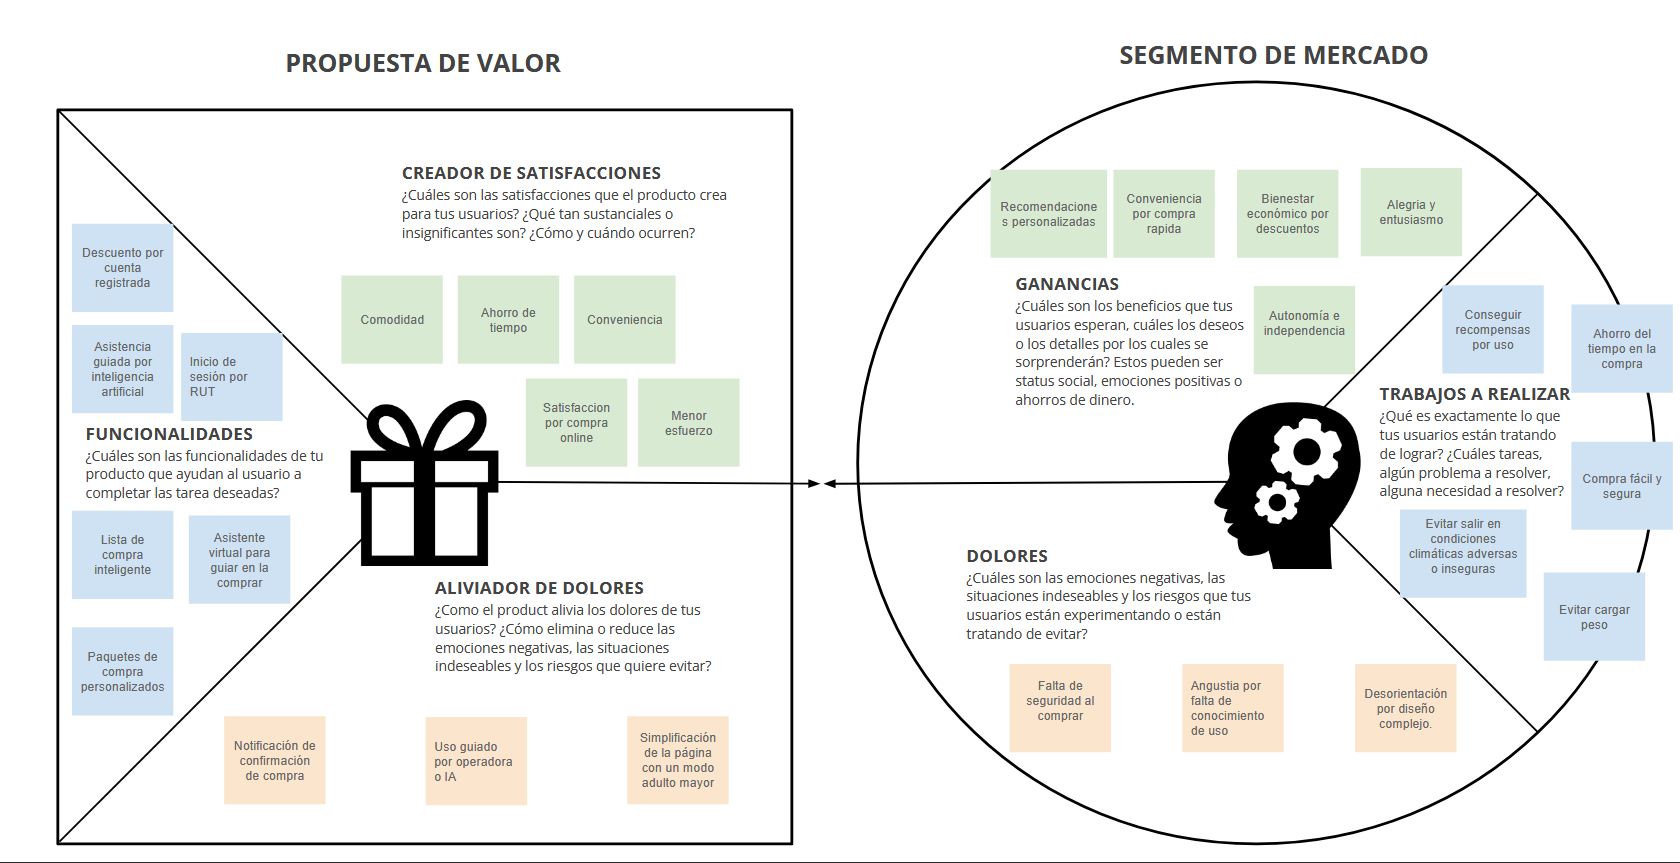 PROPUESTA DE VALOR
CREADOR DE SATISFACCIONES
¿Cuáles son las satisfacciones que el producto crea
para tus usuarios? ¿Qué tan sustanciales o
insignificantes son? ¿Cómo y cuándo ocurren?
Comodidad
Ahorro de
tiempo
Conveniencia
Satisfaccion
por compra
online
Menor
esfuerzo
Descuento por
cuenta
registrada
Asistencia
guiada por
inteligencia
artificial
Inicio de
sesión por
RUT
FUNCIONALIDADES
¿Cuáles son las funcionalidades de tu
producto que ayudan al usuario a
completar las tarea deseadas?
Lista de
compra
inteligente
Asistente
virtual para
guiar en la
comprar
Paquetes de
compra
personalizados
ALIVIADOR DE DOLORES
¿Como el product alivia los dolores de tus
usuarios? ¿Cómo elimina o reduce las
emociones negativas, las situaciones
indeseables y los riesgos que quiere evitar?
Notificación de
confirmación
de compra
Uso guiado
por operadora
o IA
Simplificación
de la página
con un modo
adulto mayor
SEGMENTO DE MERCADO
Recomendacione
s personalizadas
Conveniencia
por compra
rapida
Bienestar
económico por
descuentos
Alegria y
entusiasmo
GANANCIAS
¿Cuáles son los beneficios que tus
usuarios esperan, cuáles los deseos
o los detalles por los cuales se
sorprenderán? Estos pueden ser
status social, emociones positivas o
ahorros de dinero.
Autonomía e
independencia
Conseguir
recompensas
por uso
Ahorro del
tiempo en la
compra
TRABAJOS A REALIZAR
¿Qué es exactamente lo que
tus usuarios están tratando
de lograr? ¿Cuáles tareas,
algún problema a resolver,
alguna necesidad a resolver?
Compra fácil y
segura
Evitar salir en
condiciones
climáticas adversas
o inseguras
Evitar cargar
peso
DOLORES
¿Cuáles son las emociones negativas, las
situaciones indeseables y los riesgos que tus
usuarios están experimentando o están
tratando de evitar?
Falta de
seguridad al
comprar
Angustia por
falta de
conocimiento
de uso
Desorientación
por diseño
complejo.